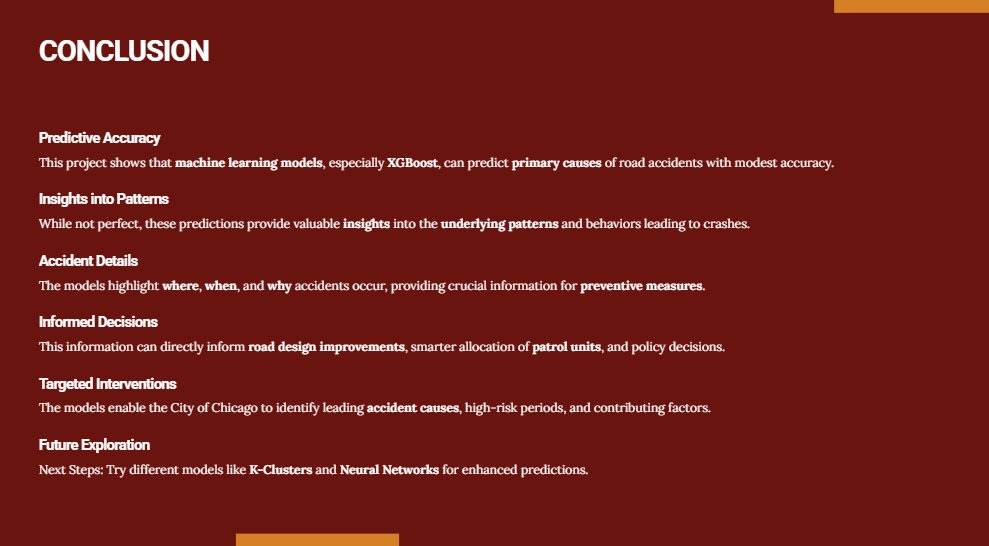 CONCLUSION
Predictive Accuracy
This project shows that machine learning models, especially XGBoost, can predict primary causes of road accidents with modest accuracy.
Insights into Patterns
While not perfect, these predictions provide valuable insights into the underlying patterns and behaviors leading to crashes.
Accident Details
The models highlight where, when, and why accidents occur, providing crucial information for preventive measures.
Informed Decisions
This information can directly inform road design improvements, smarter allocation of patrol units, and policy decisions.
Targeted Interventions
The models enable the City of Chicago to identify leading accident causes, high-risk periods, and contributing factors.
Future Exploration
Next Steps: Try different models like K-Clusters and Neural Networks for enhanced predictions.